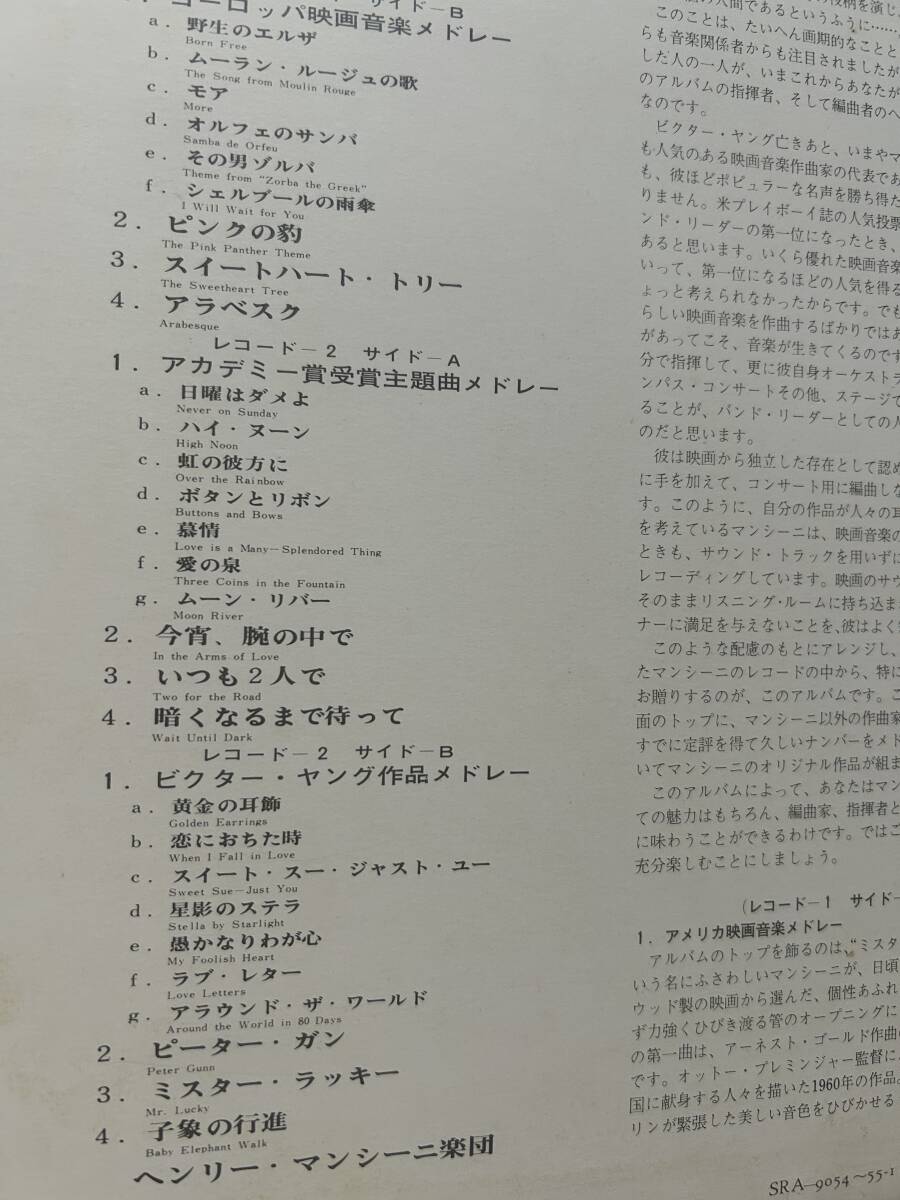 サイド－B
ヨーロッパ映画音楽メドレー
a. 野生のエルザ
Born Free
b. ムーラン・ルージュの歌
The Song from Moulin Rouge
c. モア
More
d. オルフェのサンバ
Samba de Orfeu
e. その男ゾルバ
Theme from “Zorba the Greek”
f. シェルブールの雨傘
I Will Wait for You
2. ピンクの豹
The Pink Panther Theme
3. スイートハート・トリー
The Sweetheart Tree
4. アラベスク
Arabesque
レコード－2 サイド－A
1. アカデミー賞受賞主題曲メドレー
a. 日曜はダメよ
Never on Sunday
b. ハイ・ヌーン
High Noon
c. 虹の彼方に
Over the Rainbow
d. ボタンとリボン
Buttons and Bows
e. 慕情
Love is a Many－Splendored Thing
f. 愛の泉
Three Coins in the Fountain
g. ムーン・リバー
Moon River
2. 今宵、腕の中で
In the Arms of Love
3. いつも2人で
Two for the Road
4. 暗くなるまで待って
Wait Until Dark
レコード－2 サイド－B
1. ビクター・ヤング作品メドレー
a. 黄金の耳飾
Golden Earrings
b. 恋におちた時
When I Fall in Love
c. スイート・スー・ジャスト・ユー
Sweet Sue－Just You
d. 星影のステラ
Stella by Starlight
e. 愚かなりわが心
My Foolish Heart
f. ラブ・レター
Love Letters
g. アラウンド・ザ・ワールド
Around the World in 80 Days
2. ピーター・ガン
Peter Gunn
3. ミスター・ラッキー
Mr. Lucky
4. 子象の行進
Baby Elephant Walk
ヘンリー・マンシーニ楽団
の人間であるというふうに……
このことは、たいへん画期的なことと
らも音楽関係者からも注目されましたが
した人の一人が、いまこれからあなたが
のアルバムの指揮者、そして編曲者のヘ
なのです。
ビクター・ヤング亡きあと、いまやマ
も人気のある映画音楽作曲家の代表であ
も、彼ほどポピュラーな名声を勝ち得た
りません。米プレイボーイ誌の人気投票
ンド・リーダーの第一位になったとき、
あると思います。いくら優れた映画音楽
いって、第一位になるほどの人気を得る
ょっと考えられなかったからです。でも
らしい映画音楽を作曲するばかりではあ
があってこそ、音楽が生きてくるのです
分で指揮して、更に彼自身オーケストラ
ンパス・コンサートその他、ステージで
ることが、バンド・リーダーとしての人
のだと思います。
彼は映画から独立した存在として認め
に手を加えて、コンサート用に編曲しな
す。このように、自分の作品が人々の耳
を考えているマンシーニは、映画音楽の
ときも、サウンド・トラックを用いずに
レコーディングしています。映画のサウ
そのままリスニング・ルームに持ち込ま
ナーに満足を与えないことを、彼はよく
このような配慮のもとにアレンジし、
たマンシーニのレコードの中から、特に
お贈りするのが、このアルバムです。こ
面のトップに、マンシーニ以外の作曲家
すでに定評を得て久しいナンバーをメド
いてマンシーニのオリジナル作品が組ま
このアルバムによって、あなたはマン
ての魅力はもちろん、編曲家、指揮者と
に味わうことができるわけです。ではご
充分楽しむことにしましょう。
(レコード－1 サイド－
1. アメリカ映画音楽メドレー
アルバムのトップを飾るのは、“ミスタ
いう名にふさわしいマンシーニが、日頃
ウッド製の映画から選んだ、個性あふれ
ず力強くひびき渡る管のオープニングに
の第一曲は、アーネスト・ゴールド作曲の
です。オットー・プレミンジャー監督に
国に献身する人々を描いた1960年の作品。
リンが緊張した美しい音色をひびかせる
SRA－9054～55-1